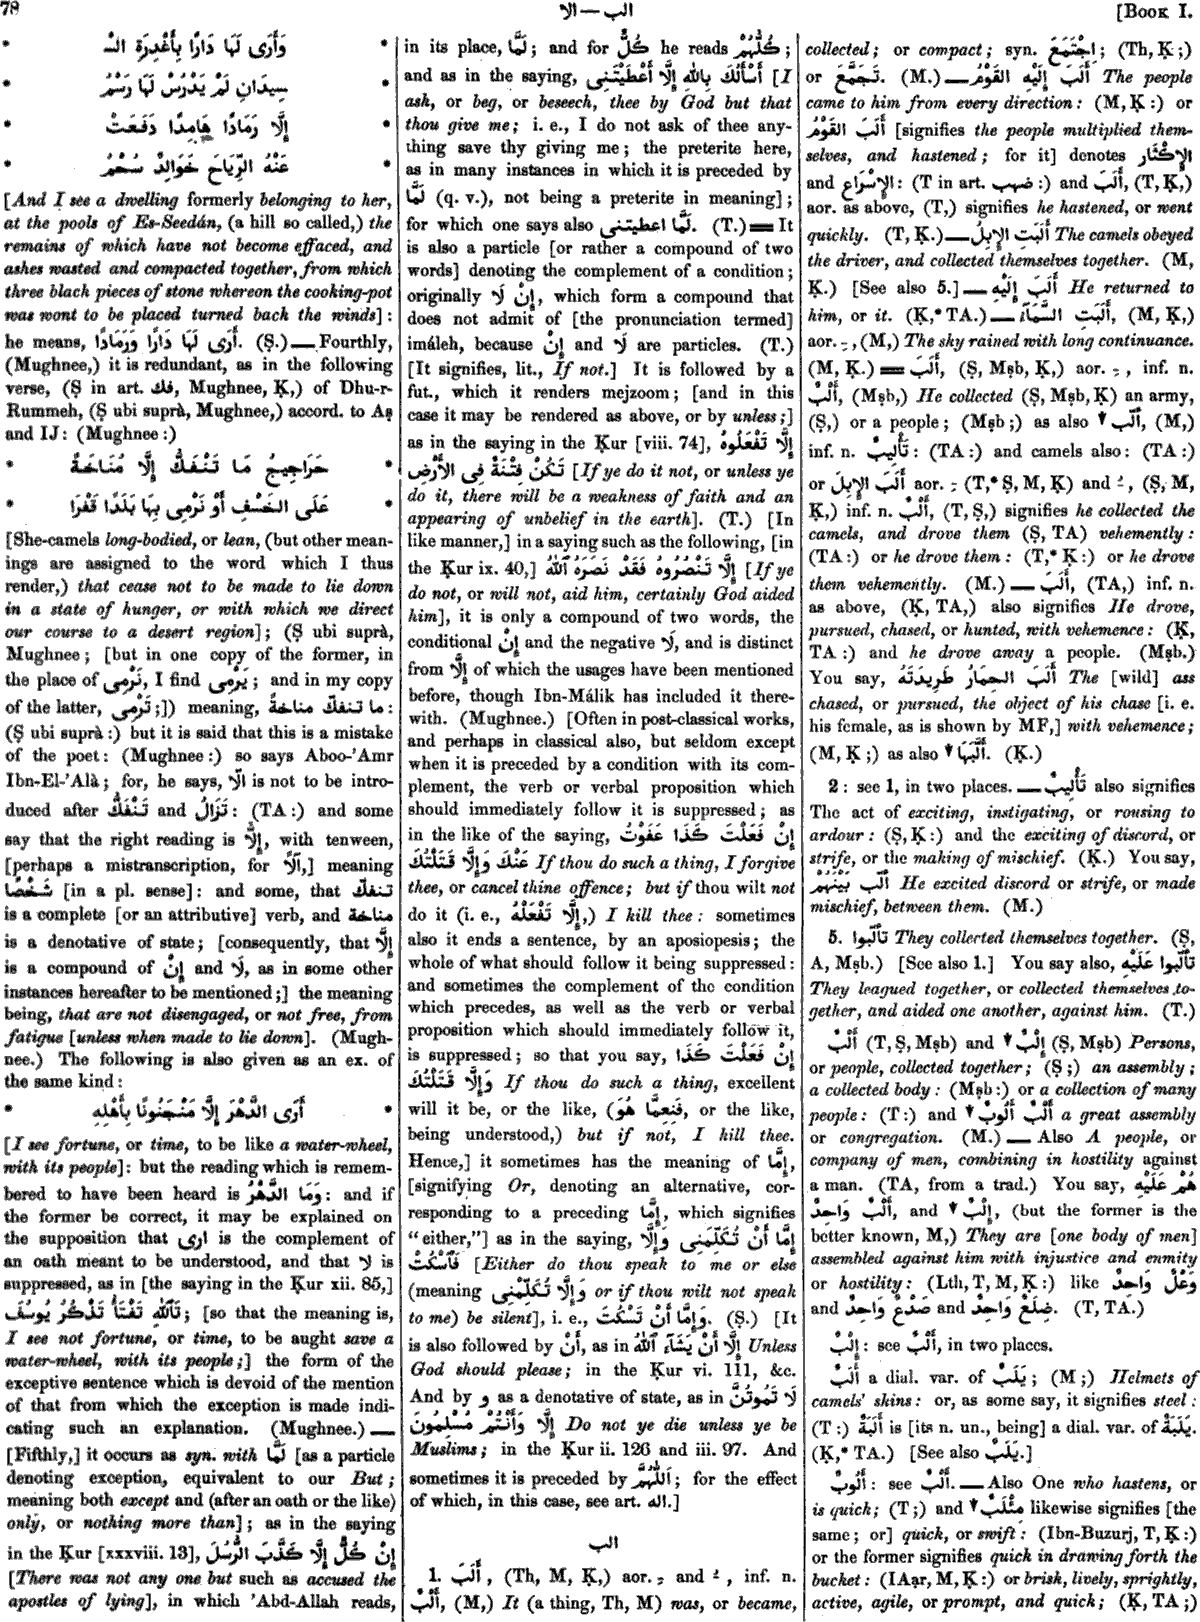 78
الا — الب
[Book I.
* وَأَرَى لَهَا دَارًا بِأَغْدِرَةِ السّـ *
* سِيدَانِ لَمْ يَدْرُسْ لَهَا رَسْمُ *
* إِلَّا رَمَادًا هَامِدًا دَفَعَتْ *
* عَنْهُ الرِّيَاحَ خَوَالِدٌ سُحْمُ *
[And I see a dwelling formerly belonging to her,
at the pools of Es-Seedán, (a hill so called,) the
remains of which have not become effaced, and
ashes wasted and compacted together, from which
three black pieces of stone whereon the cooking-pot
was wont to be placed turned back the winds]:
he means, أَرَى لَهَا دَارًا وَرَمَادًا. (Ṣ.) — Fourthly,
(Mughnee,) it is redundant, as in the following
verse, (Ṣ in art. فك, Mughnee, Ḳ,) of Dhu-r-
Rummeh, (Ṣ ubi suprà, Mughnee,) accord. to Aṣ
and IJ: (Mughnee:)
* حَرَاجِيجُ مَا تَنْفَكُّ إِلَّا مُنَاخَةً *
* عَلَى الخَسْفِ أَوْ نَرْمِى بِهَا بَلَدًا قَفْرَا *
[She-camels long-bodied, or lean, (but other mean-
ings are assigned to the word which I thus
render,) that cease not to be made to lie down
in a state of hunger, or with which we direct
our course to a desert region]; (Ṣ ubi suprà,
Mughnee; [but in one copy of the former, in
the place of نَرْمِى, I find يَرْمِى; and in my copy
of the latter, تَرْمِى;]) meaning, ما تنفكّ مناخةً:
(Ṣ ubi suprà:) but it is said that this is a mistake
of the poet: (Mughnee:) so says Aboo-'Amr
Ibn-El-'Alà; for, he says, الّا is not to be intro-
duced after تَنْفَكُّ and تَزَالُ: (TA:) and some
say that the right reading is إِلًّا, with tenween,
[perhaps a mistranscription, for آلًا,] meaning
شَخْصًا [in a pl. sense]: and some, that تنفكّ
is a complete [or an attributive] verb, and مناخة
is a denotative of state; [consequently, that إِلَّا
is a compound of إِنْ and لَا, as in some other
instances hereafter to be mentioned;] the meaning
being, that are not disengaged, or not free, from
fatigue [unless when made to lie down]. (Mugh-
nee.) The following is also given as an ex. of
the same kind:
* أَرَى الدَّهْرَ إِلَّا مَنْجَنُونًا بِأَهْلِهِ *
[I see fortune, or time, to be like a water-wheel,
with its people]: but the reading which is remem-
bered to have been heard is وَمَا الدَّهْرُ: and if
the former be correct, it may be explained on
the supposition that ارى is the complement of
an oath meant to be understood, and that لا is
suppressed, as in [the saying in the Ḳur xii. 85,]
تَٱللّٰهِ تَفْتَأُ تَذْكُرُ يُوسُفَ; [so that the meaning is,
I see not fortune, or time, to be aught save a
water-wheel, with its people;] the form of the
exceptive sentence which is devoid of the mention
of that from which the exception is made indi-
cating such an explanation. (Mughnee.) —
[Fifthly,] it occurs as syn. with لَمَّا [as a particle
denoting exception, equivalent to our But;
meaning both except and (after an oath or the like)
only, or nothing more than]; as in the saying
in the Ḳur [xxxviii. 13], إِنْ كُلٌّ إِلَّا كَذَّبَ الرُّسُلَ
[There was not any one but such as accused the
apostles of lying], in which 'Abd-Allah reads,
in its place, لَمَّا; and for كُلٌّ he reads كُلُّهُمْ;
and as in the saying, أَسْأَلُكَ بِٱللّٰهِ إِلَّا أَعْطَيْتَنِى [I
ask, or beg, or beseech, thee by God but that
thou give me; i. e., I do not ask of thee any-
thing save thy giving me; the preterite here,
as in many instances in which it is preceded by
لَمَّا (q. v.), not being a preterite in meaning];
for which one says also لَمَّا اعطيتنى. (T.) = It
is also a particle [or rather a compound of two
words] denoting the complement of a condition;
originally إِنْ لَا, which form a compound that
does not admit of [the pronunciation termed]
imáleh, because إِنْ and لَا are particles. (T.)
[It signifies, lit., If not.] It is followed by a
fut., which it renders mejzoom; [and in this
case it may be rendered as above, or by unless;]
as in the saying in the Ḳur [viii. 74], إِلَّا تَفْعَلُوهُ
تَكُنْ فِتْنَةٌ فِى الْأَرْضِ [If ye do it not, or unless ye
do it, there will be a weakness of faith and an
appearing of unbelief in the earth]. (T.) [In
like manner,] in a saying such as the following, [in
the Ḳur ix. 40,] إِلَّا تَنْصُرُوهُ فَقَدْ نَصَرَهُ ٱللّٰهُ [If ye
do not, or will not, aid him, certainly God aided
him], it is only a compound of two words, the
conditional إِنْ and the negative لَا, and is distinct
from إِلَّا of which the usages have been mentioned
before, though Ibn-Málik has included it there-
with. (Mughnee.) [Often in post-classical works,
and perhaps in classical also, but seldom except
when it is preceded by a condition with its com-
plement, the verb or verbal proposition which
should immediately follow it is suppressed; as
in the like of the saying, إِنْ فَعَلْتَ كَذَا عَفَوْتُ
عَنْكَ وَإِلَّا قَتَلْتُكَ If thou do such a thing, I forgive
thee, or cancel thine offence; but if thou wilt not
do it (i. e., إِلَّا تَفْعَلْهُ,) I kill thee: sometimes
also it ends a sentence, by an aposiopesis; the
whole of what should follow it being suppressed:
and sometimes the complement of the condition
which precedes, as well as the verb or verbal
proposition which should immediately follow it,
is suppressed; so that you say, إِنْ فَعَلْتَ كَذَا
وَإِلَّا قَتَلْتُكَ If thou do such a thing, excellent
will it be, or the like, (فَنِعِمَّا هُوَ, or the like,
being understood,) but if not, I kill thee.
Hence,] it sometimes has the meaning of إِمَّا,
[signifying Or, denoting an alternative, cor-
responding to a preceding إِمَّا, which signifies
"either,"] as in the saying, إِمَّا أَنْ تُكَلِّمَنِى وَإِلَّا
فَٱسْكُتْ [Either do thou speak to me or else
(meaning وَإِلَّا تُكَلِّمْنِى or if thou wilt not speak
to me) be silent], i. e., وَإِمَّا أَنْ تَسْكُتَ. (Ṣ.) [It
is also followed by أَنْ, as in إِلَّا أَنْ يَشَآءَ ٱللّٰهُ Unless
God should please; in the Ḳur vi. 111, &c.
And by و as a denotative of state, as in لَا تَمُوتُنَّ
إِلَّا وَأَنْتُمْ مُسْلِمُونَ Do not ye die unless ye be
Muslims; in the Ḳur ii. 126 and iii. 97. And
sometimes it is preceded by اَللّٰهُمَّ; for the effect
of which, in this case, see art. اله.]
الب
1. أَلَبَ, (Th, M, Ḳ,) aor. ـِ and ـُ, inf. n.
أَلْبٌ, (M,) It (a thing, Th, M) was, or became,
collected; or compact; syn. اِجْتَمَعَ; (Th, Ḳ;)
or تَجَمَّعَ. (M.) — أَلَبَ إِلَيْهِ القَوْمُ The people
came to him from every direction: (M, Ḳ:) or
أَلَبَ القَوْمُ [signifies the people multiplied them-
selves, and hastened; for it] denotes الإِكْثَار
and الإِسْرَاع: (T in art. ضهب:) and أَلَبَ, (T, Ḳ,)
aor. as above, (T,) signifies he hastened, or went
quickly. (T, Ḳ.) — أَلَبَتِ الإِبِلُ The camels obeyed
the driver, and collected themselves together. (M,
Ḳ.) [See also 5.] — أَلَبَ إِلَيْهِ He returned to
him, or it. (Ḳ,* TA.) — أَلَبَتِ السَّمَآءُ, (M, Ḳ,)
aor. ـِ, (M,) The sky rained with long continuance.
(M, Ḳ.) = أَلَبَ, (Ṣ, Mṣb, Ḳ,) aor. ـِ, inf. n.
أَلْبٌ, (Mṣb,) He collected (Ṣ, Mṣb, Ḳ) an army,
(Ṣ,) or a people; (Mṣb;) as also ▼ أَلَّبَ, (M,)
inf. n. تَأْلِيبٌ: (TA:) and camels also: (TA:)
or أَلَبَ الإِبِلَ aor. ـِ (T,* Ṣ, M, Ḳ) and ـُ, (Ṣ, M,
Ḳ,) inf. n. أَلْبٌ, (T, Ṣ,) signifies he collected the
camels, and drove them (Ṣ, TA) vehemently:
(TA:) or he drove them: (T,* Ḳ:) or he drove
them vehemently. (M.) — أَلَبَ, (TA,) inf. n.
as above, (Ḳ, TA,) also signifies He drove,
pursued, chased, or hunted, with vehemence: (Ḳ,
TA:) and he drove away a people. (Mṣb.)
You say, أَلَبَ الحِمَارُ طَرِيدَتَهُ The [wild] ass
chased, or pursued, the object of his chase [i. e.
his female, as is shown by MF,] with vehemence;
(M, Ḳ;) as also ▼ أَلَّبَهَا. (Ḳ.)
2: see 1, in two places. — تَأْلِيبٌ also signifies
The act of exciting, instigating, or rousing to
ardour: (Ṣ, Ḳ:) and the exciting of discord, or
strife, or the making of mischief. (Ḳ.) You say,
أَلَّبَ بَيْنَهُمْ He excited discord or strife, or made
mischief, between them. (M.)
5. تألّبوا They collected themselves together. (Ṣ,
A, Mṣb.) [See also 1.] You say also, تألّبوا عَلَيْهِ
They leagued together, or collected themselves to-
gether, and aided one another, against him. (T.)
أَلْبٌ (T, Ṣ, Mṣb) and ▼ إِلْبٌ (Ṣ, Mṣb) Persons,
or people, collected together; (Ṣ;) an assembly;
a collected body: (Mṣb:) or a collection of many
people: (T:) and ▼ أَلْبٌ أَلُوبٌ a great assembly
or congregation. (M.) — Also A people, or
company of men, combining in hostility against
a man. (TA, from a trad.) You say, هُمْ عَلَيْهِ
أَلْبٌ وَاحِدٌ, and ▼ إِلْبٌ, (but the former is the
better known, M,) They are [one body of men]
assembled against him with injustice and enmity
or hostility: (Lth, T, M, Ḳ:) like وَعْلٌ وَاحِدٌ
and صَدْعٌ وَاحِدٌ and ضِلَعٌ وَاحِدٌ. (T, TA.)
إِلْبٌ: see أَلْبٌ, in two places.
أَلَبٌ a dial. var. of يَلَبٌ; (M;) Helmets of
camels' skins: or, as some say, it signifies steel:
(T:) أَلَبَةٌ is [its n. un., being] a dial. var. of يَلَبَةٌ.
(Ḳ,* TA.) [See also يَلَبٌ.]
أَلُوبٌ: see أَلْبٌ. — Also One who hastens, or
is quick; (T;) and ▼ مِئْلَبٌ likewise signifies [the
same; or] quick, or swift: (Ibn-Buzurj, T, Ḳ:)
or the former signifies quick in drawing forth the
bucket: (IAạr, M, Ḳ:) or brisk, lively, sprightly,
active, agile, or prompt, and quick; (Ḳ, TA;)